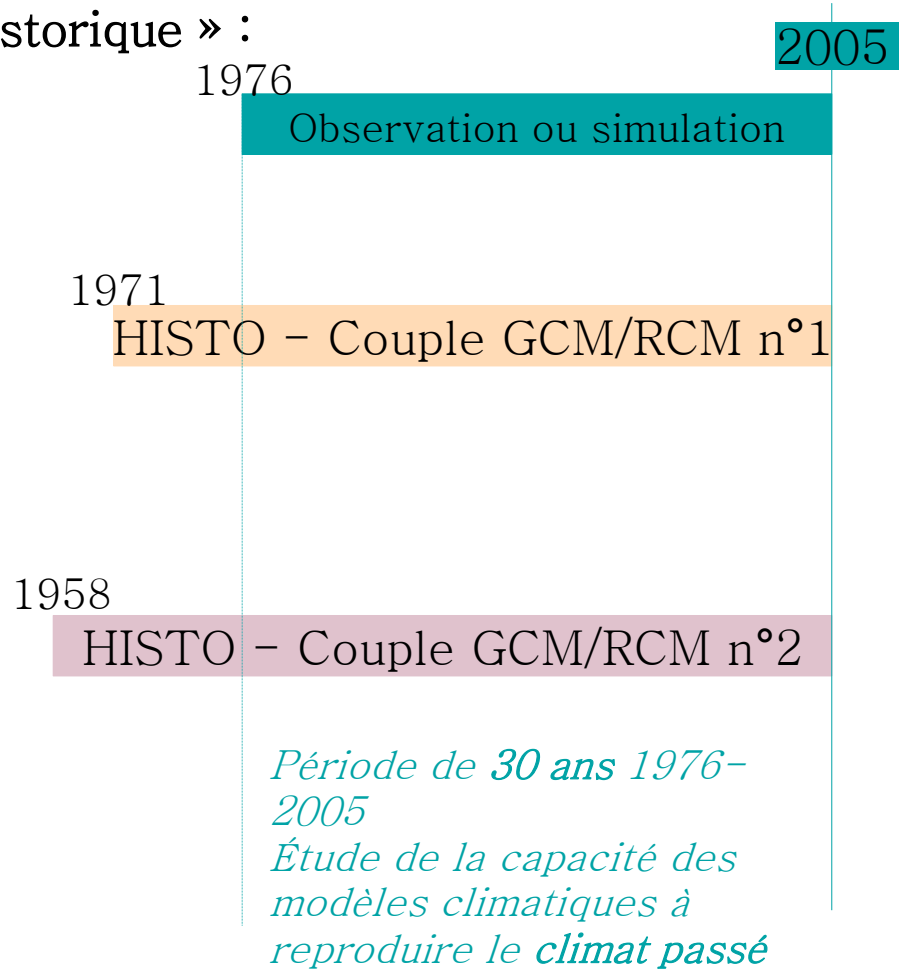 storique » :
2005
1976
Observation ou simulation
1971
HISTO – Couple GCM/RCM n°1
1958
HISTO – Couple GCM/RCM n°2
Période de 30 ans 1976–
2005
Étude de la capacité des
modèles climatiques à
reproduire le climat passé